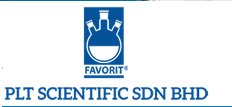 FAVORIT®
PLT SCIENTIFIC SDN BHD